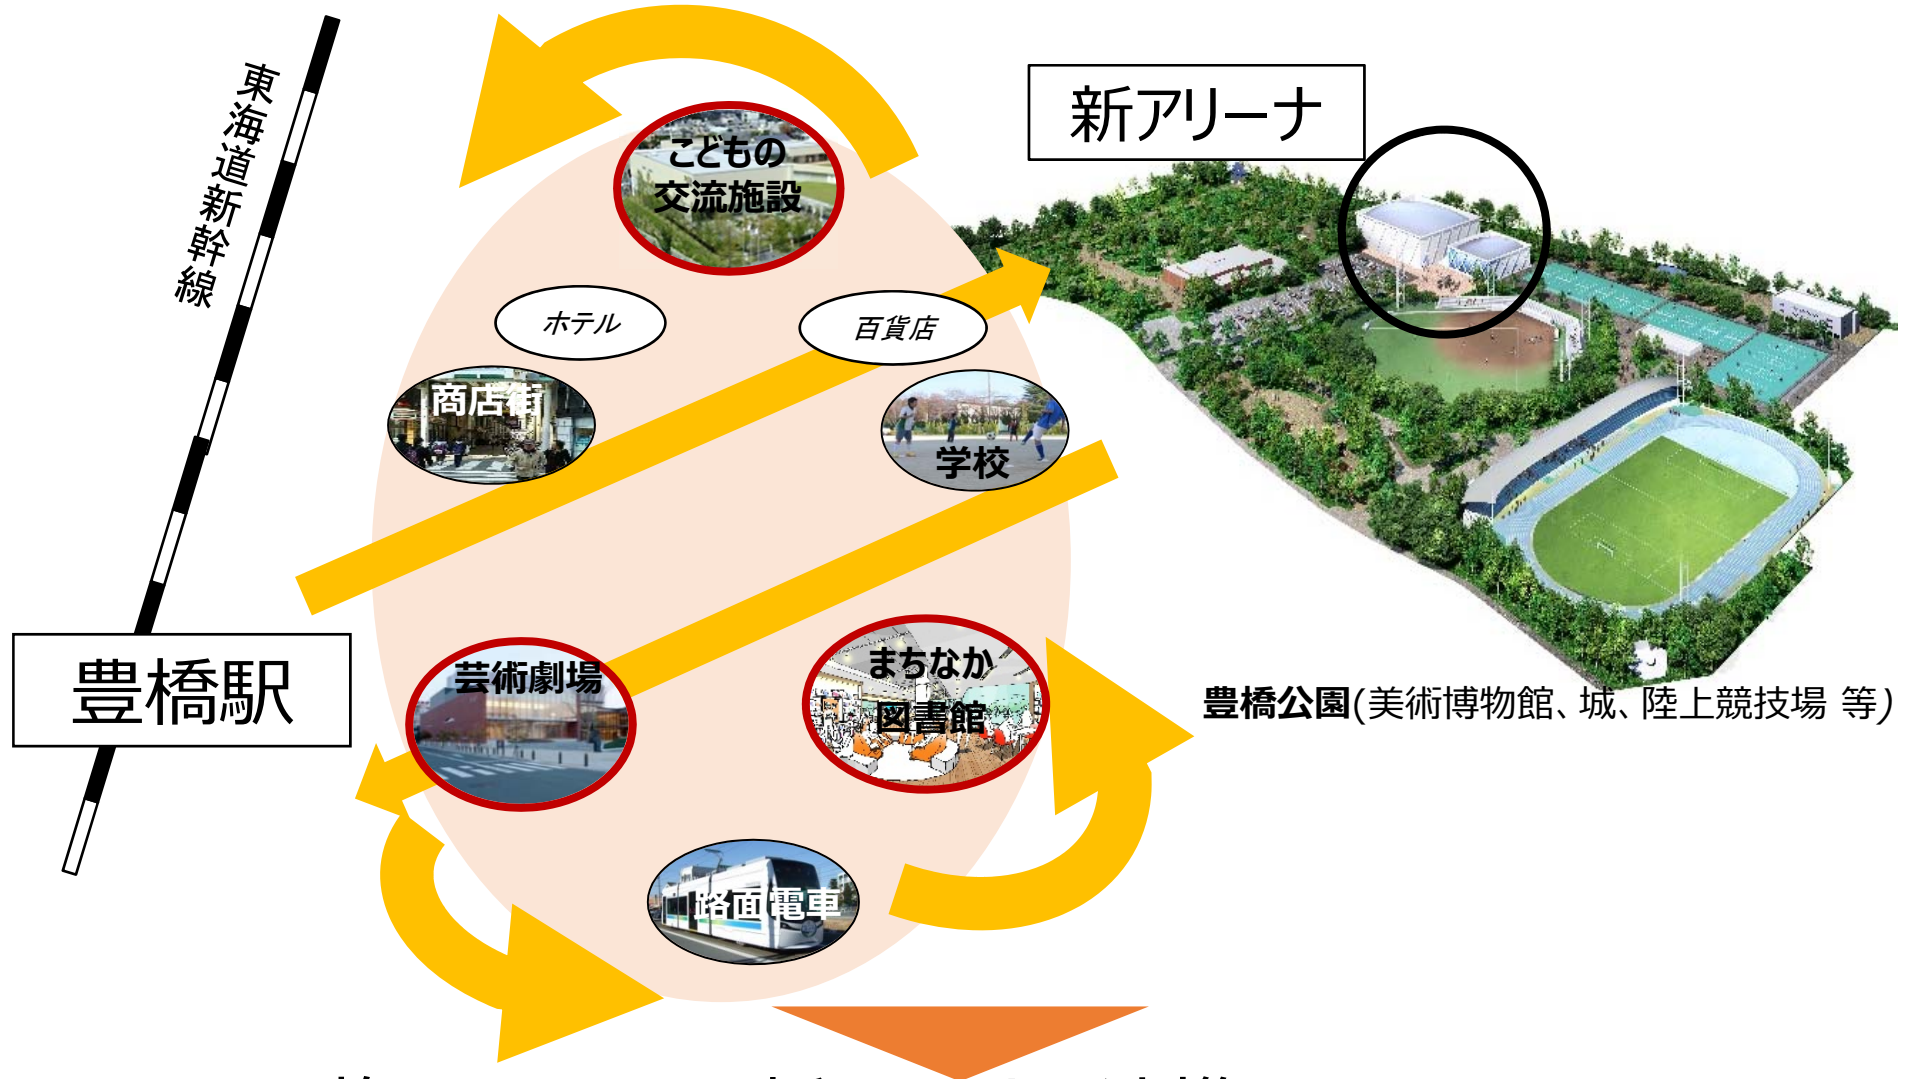 東海道新幹線
新アリーナ
こどもの
交流施設
ホテル
百貨店
商店街
学校
豊橋駅
芸術劇場
まちなか
図書館
豊橋公園(美術博物館、城、陸上競技場 等)
路面電車